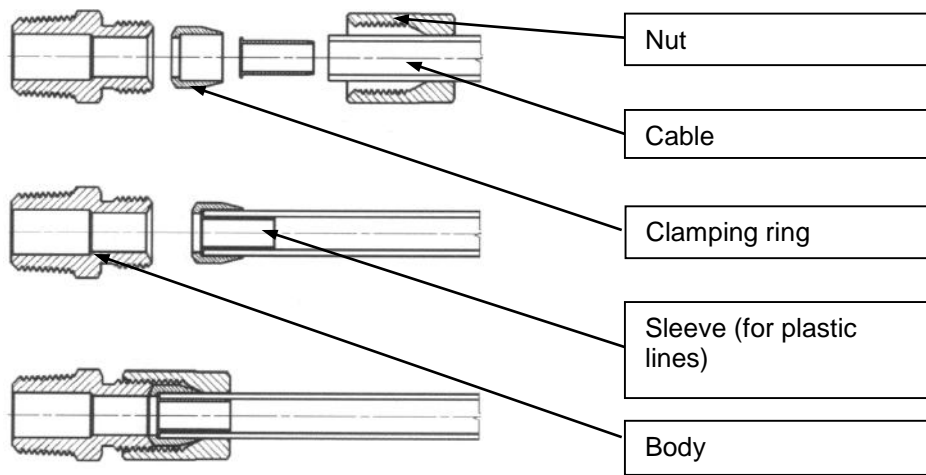 Nut
Cable
Clamping ring
Sleeve (for plastic
lines)
Body